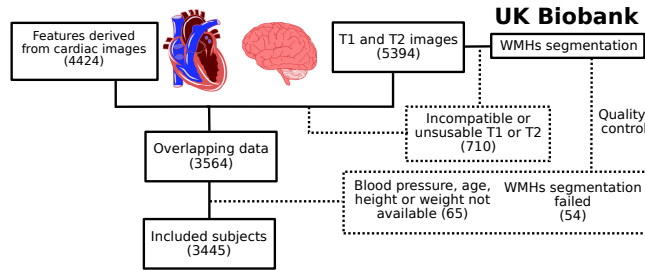 UK Biobank
Features derived
from cardiac images
(4424)
T1 and T2 images
(5394)
WMHs segmentation
Incompatible or
unsusable T1 or T2
(710)
Quality
control
Overlapping data
(3564)
Blood pressure, age,
height or weight not
available (65)
WMHs segmentation
failed
(54)
Included subjects
(3445)